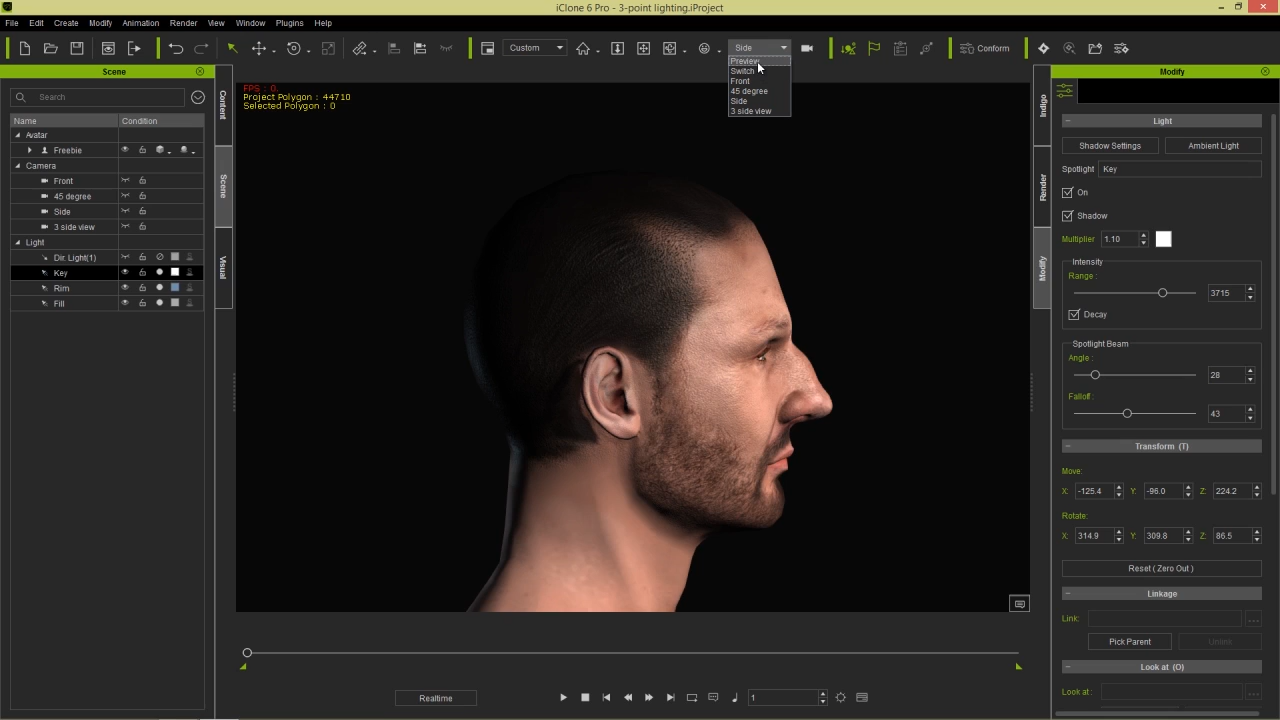 iClone 6 Pro - 3-point lighting.iProject
File Edit Create Modify Animation Render View Window Plugins Help
Custom
Side
Conform
Preview
Switch
Front
45 degree
Side
3 side view
Scene
Search
Name Condition
Avatar
Freebie
Camera
Front
45 degree
Side
3 side view
Light
Dir. Light(1)
Key
Rim
Fill
Content
Scene
Visual
FPS : 0.
Project Polygon : 44710
Selected Polygon : 0
Indigo
Render
Modify
Modify
Light
Shadow Settings Ambient Light
Spotlight Key
On
Shadow
Multiplier 1.10
Intensity
Range :
3715
Decay
Spotlight Beam
Angle :
28
Falloff :
43
Transform (T)
Move:
X: -125.4 Y: -96.0 Z: 224.2
Rotate:
X: 314.9 Y: 309.8 Z: 86.5
Reset ( Zero Out )
Linkage
Link: ...
Pick Parent Unlink
Look at (O)
Look at : ...
Realtime
1